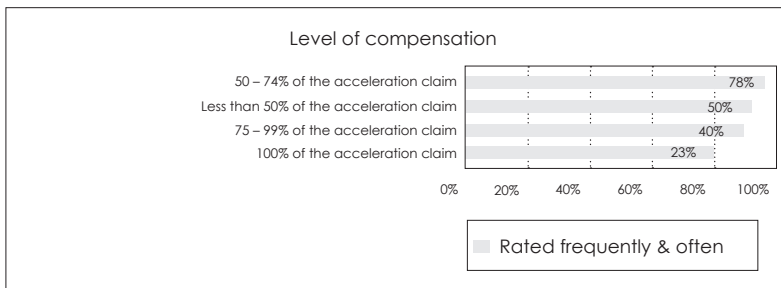 Level of compensation
50 – 74% of the acceleration claim 78%
Less than 50% of the acceleration claim 50%
75 – 99% of the acceleration claim 40%
100% of the acceleration claim 23%
0% 20% 40% 60% 80% 100%
Rated frequently & often